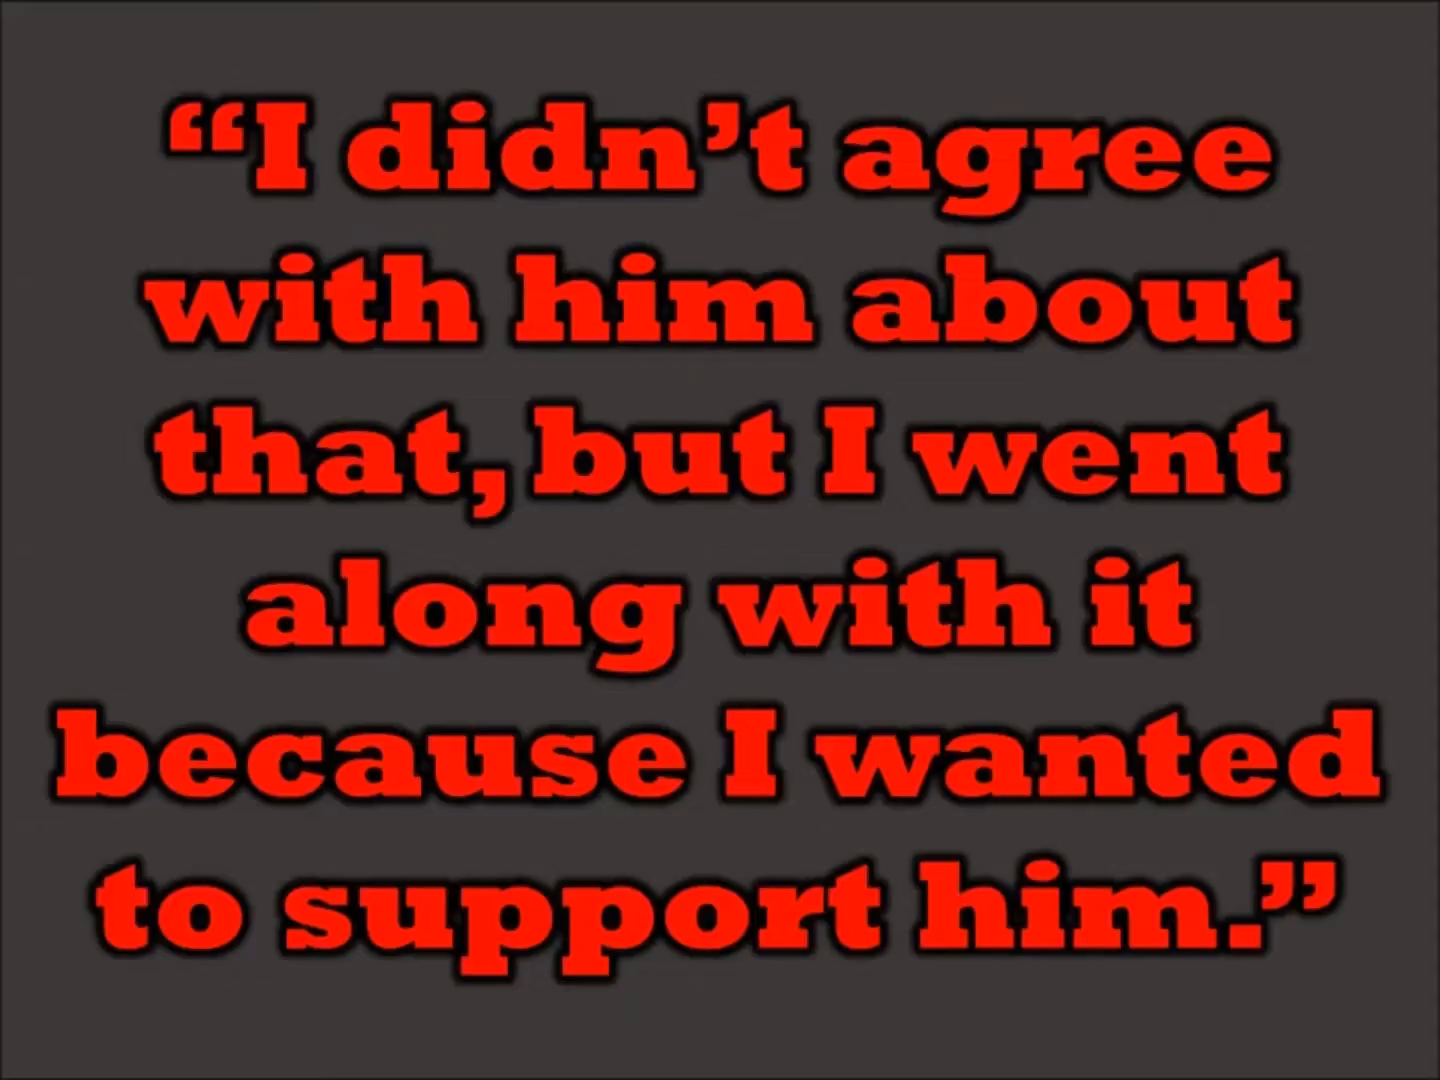 “I didn’t agree
with him about
that, but I went
along with it
because I wanted
to support him.”